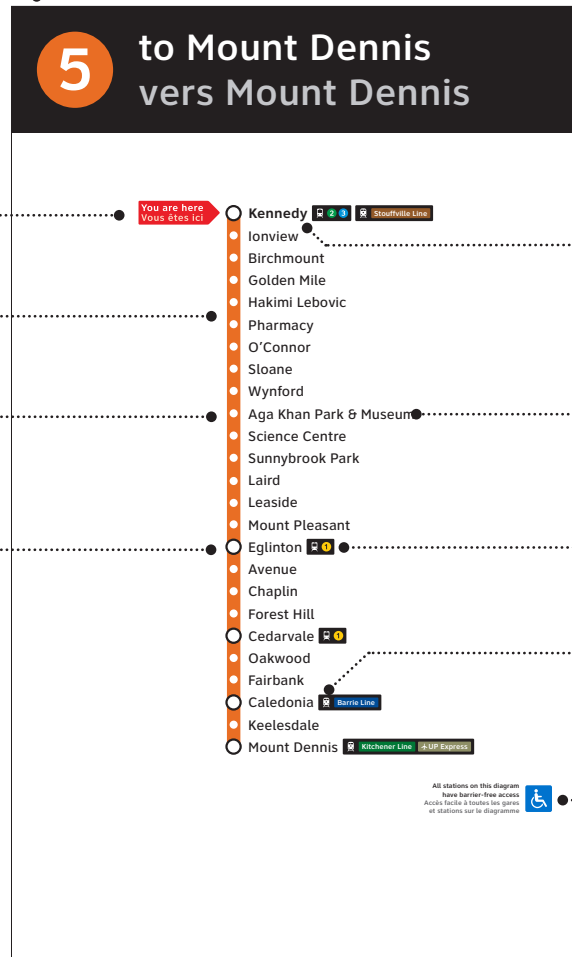 5
to Mount Dennis
vers Mount Dennis
You are here
Vous êtes ici
Kennedy 2 3 Stouffville Line
Ionview
Birchmount
Golden Mile
Hakimi Lebovic
Pharmacy
O'Connor
Sloane
Wynford
Aga Khan Park & Museum
Science Centre
Sunnybrook Park
Laird
Leaside
Mount Pleasant
Eglinton 1
Avenue
Chaplin
Forest Hill
Cedarvale 1
Oakwood
Fairbank
Caledonia Barrie Line
Keelesdale
Mount Dennis Kitchener Line UP Express
All stations on this diagram
have barrier-free access
Accès facile à toutes les gares
et stations sur le diagramme